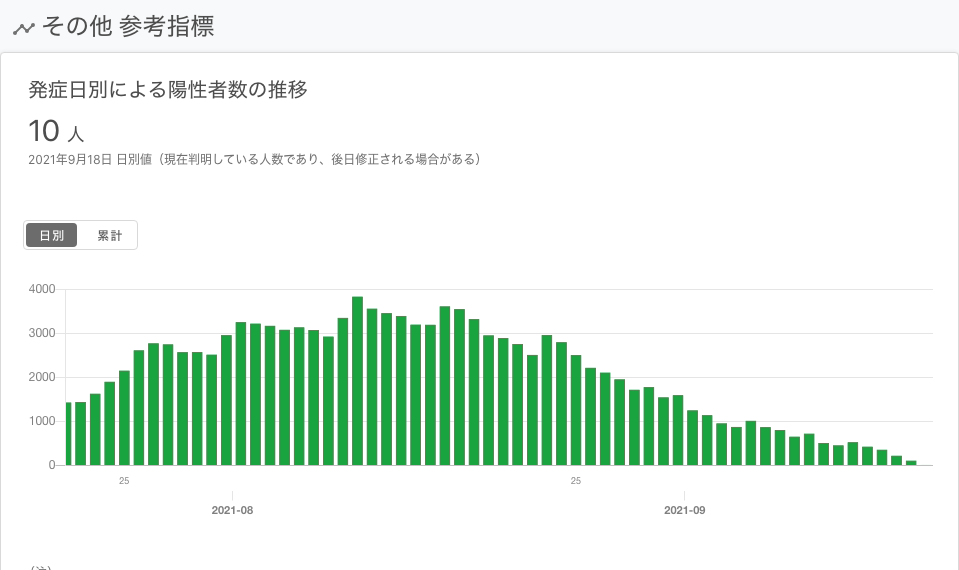 その他 参考指標
発症日別による陽性者数の推移
10 人
2021年9月18日 日別値（現在判明している人数であり、後日修正される場合がある）
日別 累計
4000
3000
2000
1000
0
25 25
2021-08 2021-09